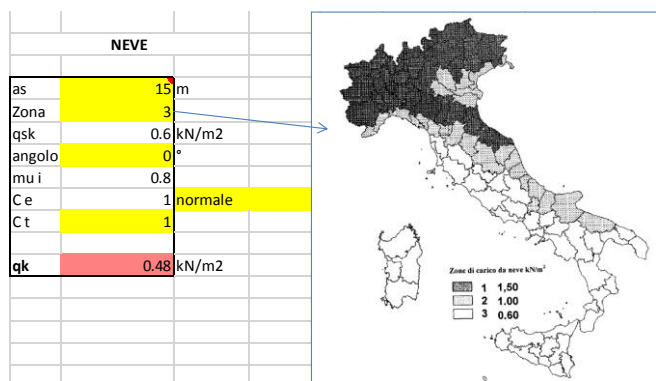 NEVE
as 15 m
Zona 3
qsk 0.6 kN/m2
angolo 0 °
mu i 0.8
C e 1 normale
C t 1
qk 0.48 kN/m2
Zone di carico da neve kN/m²
1 1,50
2 1.00
3 0.60